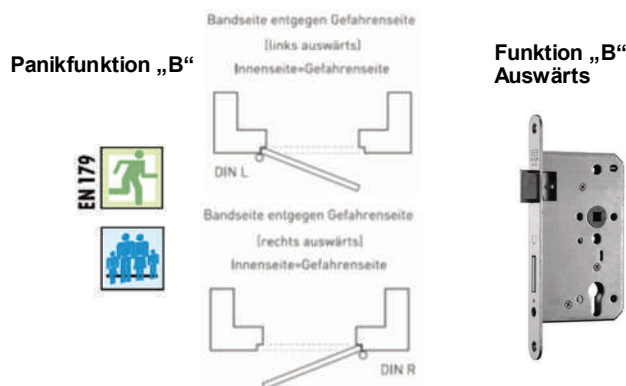 Panikfunktion „B“
EN 179
Bandseite entgegen Gefahrenseite
(links auswärts)
Innenseite=Gefahrenseite
DIN L
Bandseite entgegen Gefahrenseite
(rechts auswärts)
Innenseite=Gefahrenseite
DIN R
Funktion „B“
Auswärts